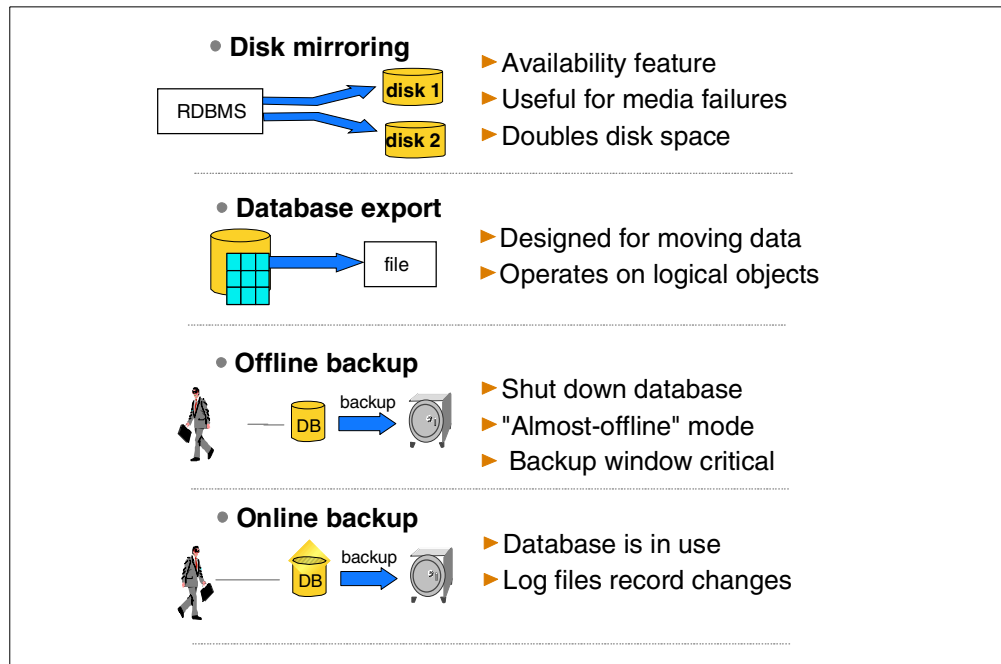 Disk mirroring
RDBMS
disk 1
disk 2
Availability feature
Useful for media failures
Doubles disk space
Database export
file
Designed for moving data
Operates on logical objects
Offline backup
DB
backup
Shut down database
"Almost-offline" mode
Backup window critical
Online backup
DB
backup
Database is in use
Log files record changes